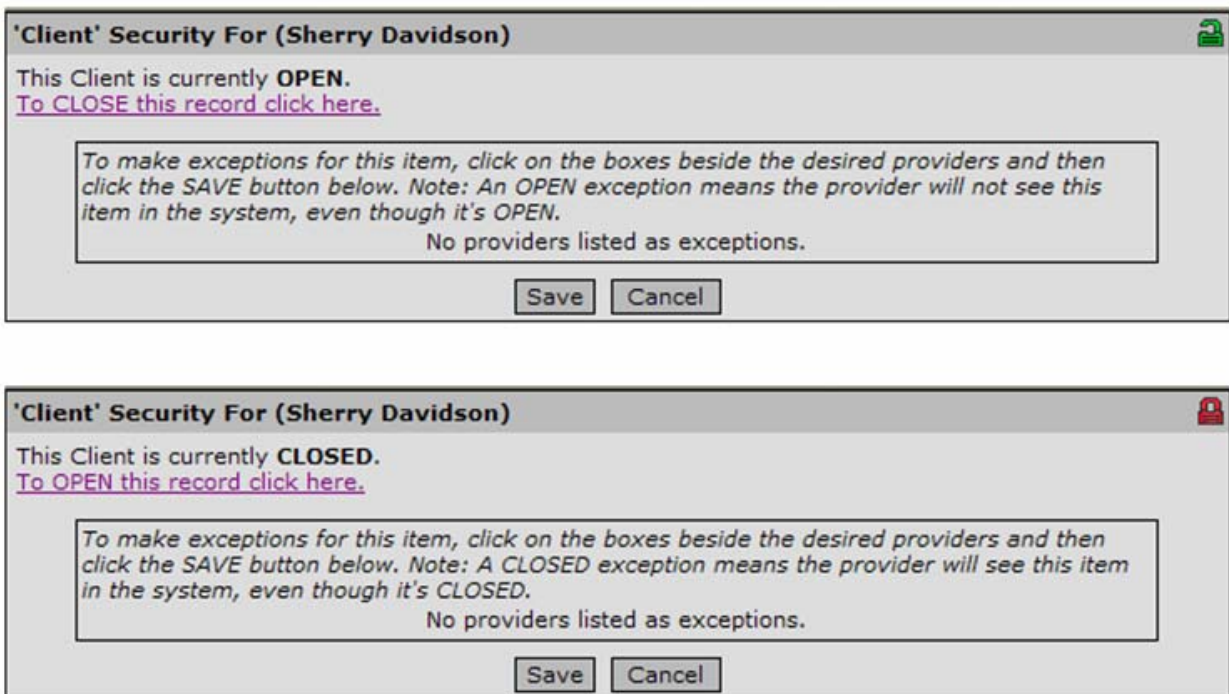 'Client' Security For (Sherry Davidson)
This Client is currently OPEN.
To CLOSE this record click here.
To make exceptions for this item, click on the boxes beside the desired providers and then
click the SAVE button below. Note: An OPEN exception means the provider will not see this
item in the system, even though it's OPEN.
No providers listed as exceptions.
Save Cancel
'Client' Security For (Sherry Davidson)
This Client is currently CLOSED.
To OPEN this record click here.
To make exceptions for this item, click on the boxes beside the desired providers and then
click the SAVE button below. Note: A CLOSED exception means the provider will see this item
in the system, even though it's CLOSED.
No providers listed as exceptions.
Save Cancel